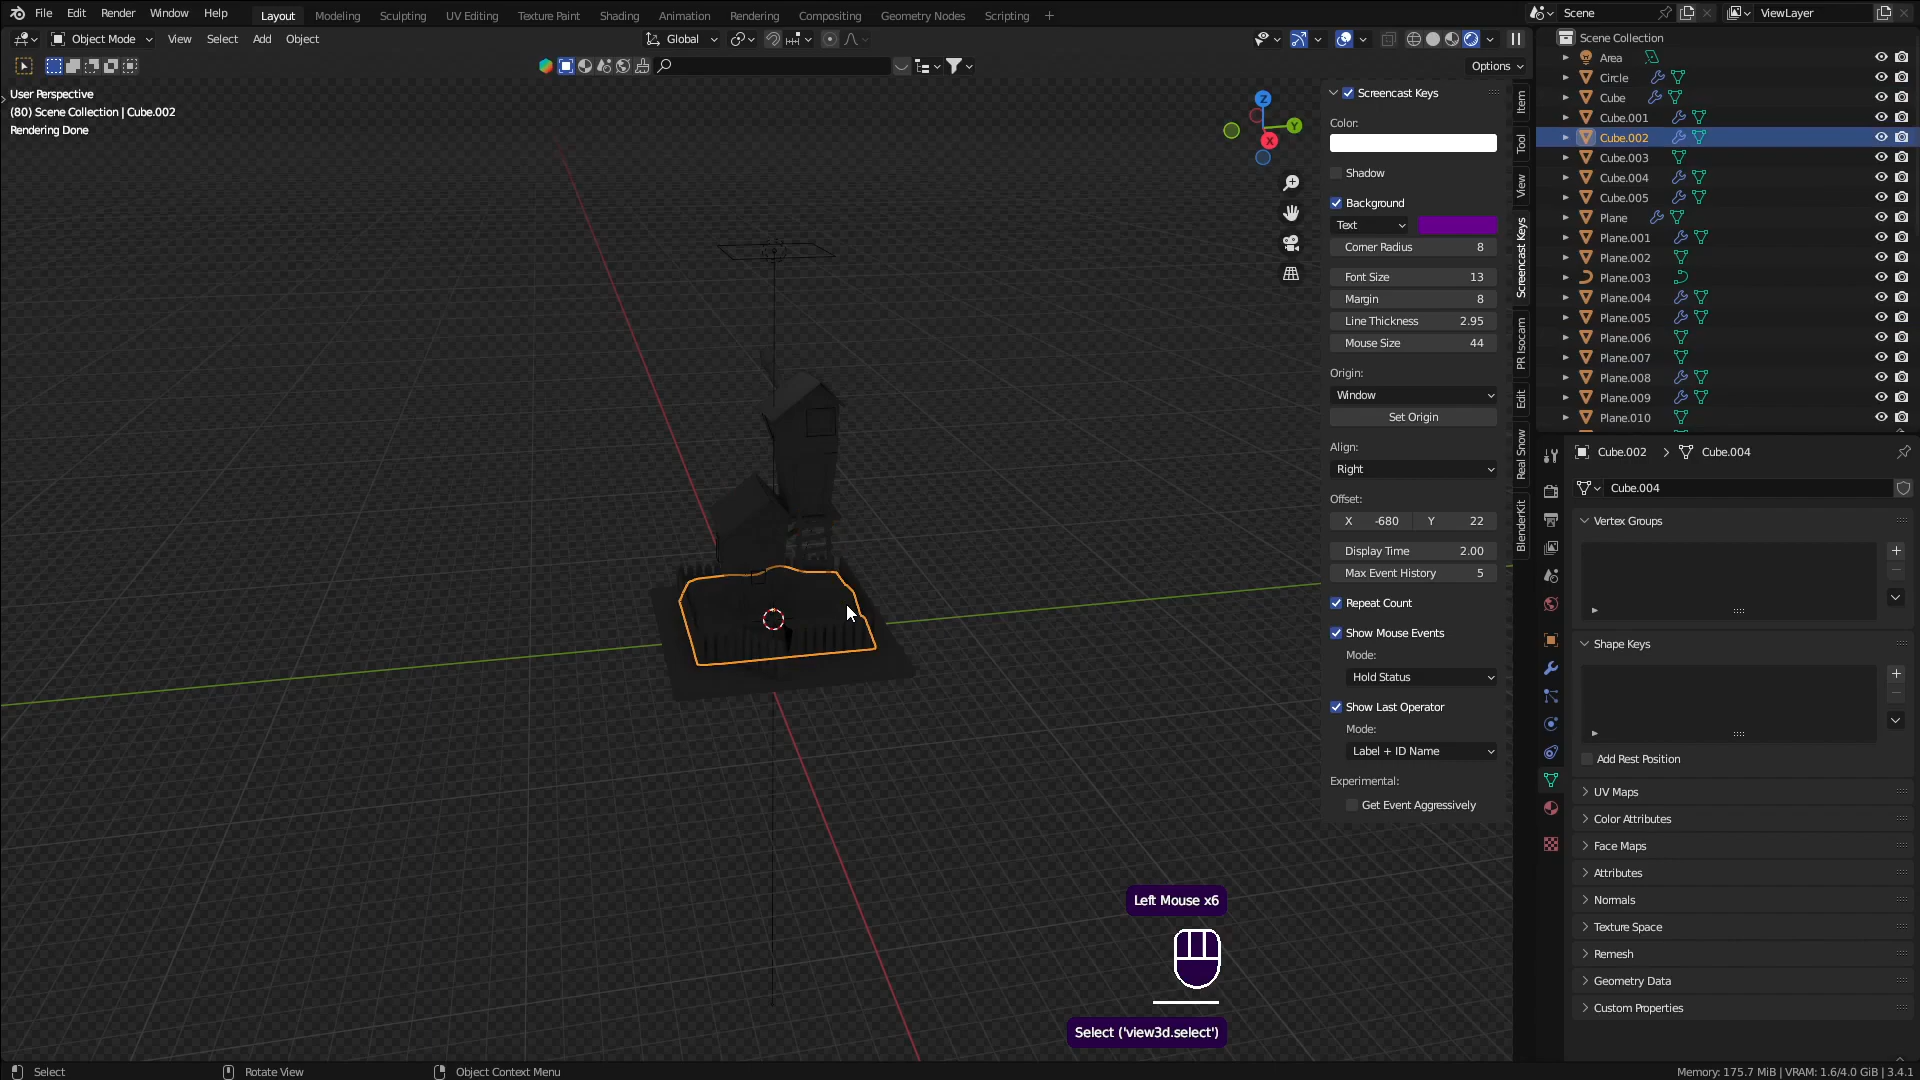 File Edit Render Window Help Layout Modeling Sculpting UV Editing Texture Paint Shading Animation Rendering Compositing Geometry Nodes Scripting + Scene ViewLayer
Object Mode View Select Add Object Global
Options
User Perspective
(80) Scene Collection | Cube.002
Rendering Done
Z
Y
X
Screencast Keys
Color:
Shadow
Background
Text
Corner Radius 8
Font Size 13
Margin 8
Line Thickness 2.95
Mouse Size 44
Origin:
Window
Set Origin
Align:
Right
Offset:
X -680 Y 22
Display Time 2.00
Max Event History 5
Repeat Count
Show Mouse Events
Mode:
Hold Status
Show Last Operator
Mode:
Label + ID Name
Experimental:
Get Event Aggressively
Item
Tool
View
Screencast Keys
PR Isocam
Edit
Real Snow
BlenderKit
Scene Collection
Area
Circle
Cube
Cube.001
Cube.002
Cube.003
Cube.004
Cube.005
Plane
Plane.001
Plane.002
Plane.003
Plane.004
Plane.005
Plane.006
Plane.007
Plane.008
Plane.009
Plane.010
Cube.002 > Cube.004
Cube.004
Vertex Groups
Shape Keys
Add Rest Position
UV Maps
Color Attributes
Face Maps
Attributes
Normals
Texture Space
Remesh
Geometry Data
Custom Properties
Left Mouse x6
Select ('view3d.select')
Select Rotate View Object Context Menu Memory: 175.7 MiB | VRAM: 1.6/4.0 GiB | 3.4.1